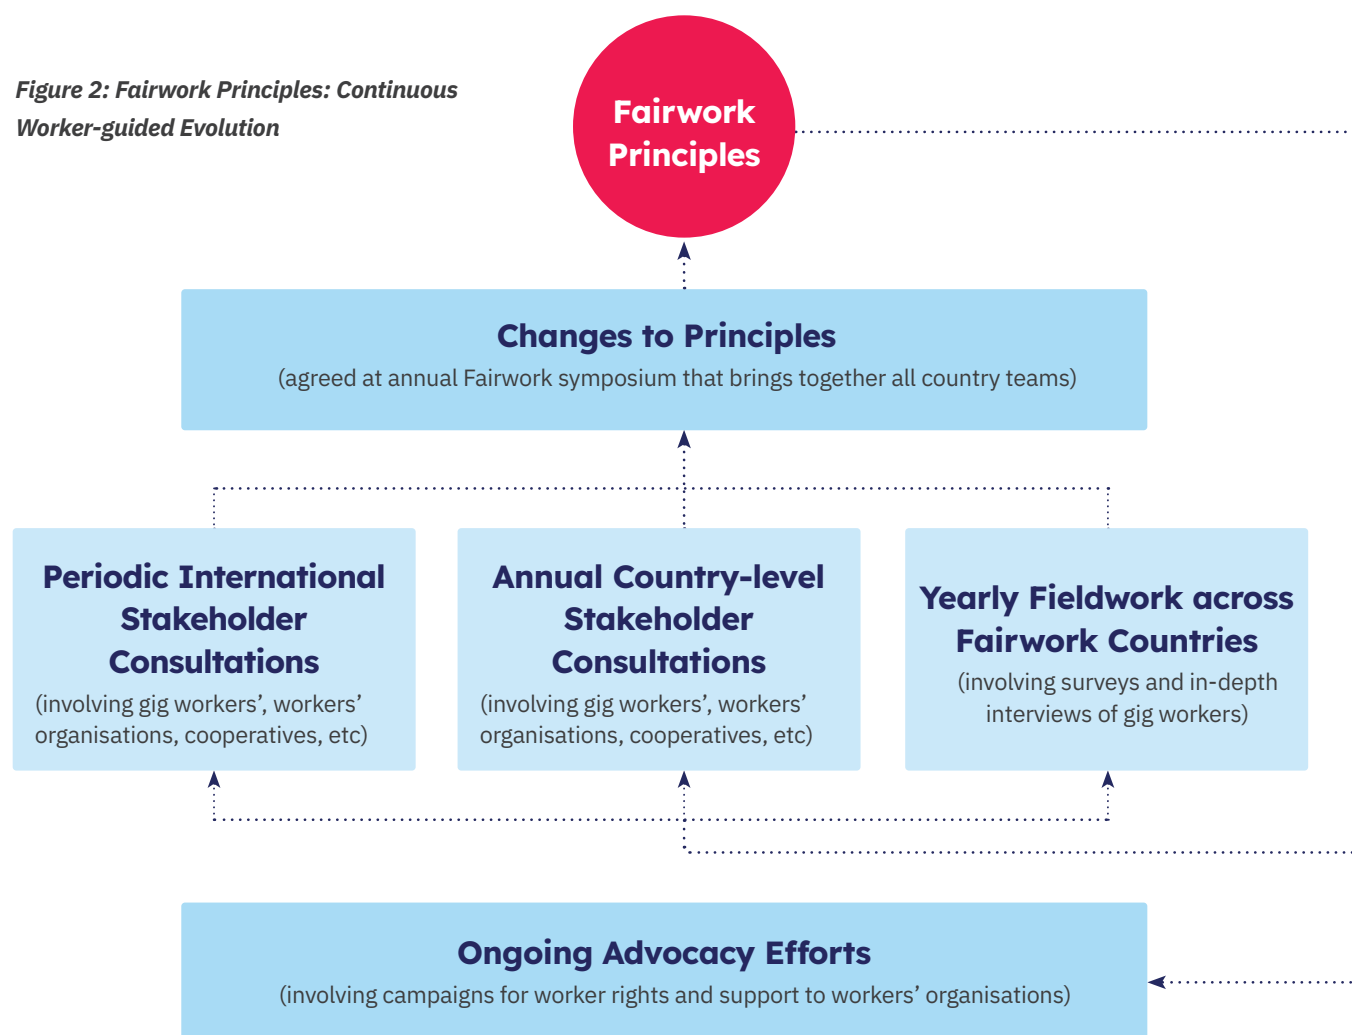 Figure 2: Fairwork Principles: Continuous
Worker-guided Evolution
Fairwork
Principles
Changes to Principles
(agreed at annual Fairwork symposium that brings together all country teams)
Periodic International
Stakeholder
Consultations
(involving gig workers’, workers’
organisations, cooperatives, etc)
Annual Country-level
Stakeholder
Consultations
(involving gig workers’, workers’
organisations, cooperatives, etc)
Yearly Fieldwork across
Fairwork Countries
(involving surveys and in-depth
interviews of gig workers)
Ongoing Advocacy Efforts
(involving campaigns for worker rights and support to workers’ organisations)